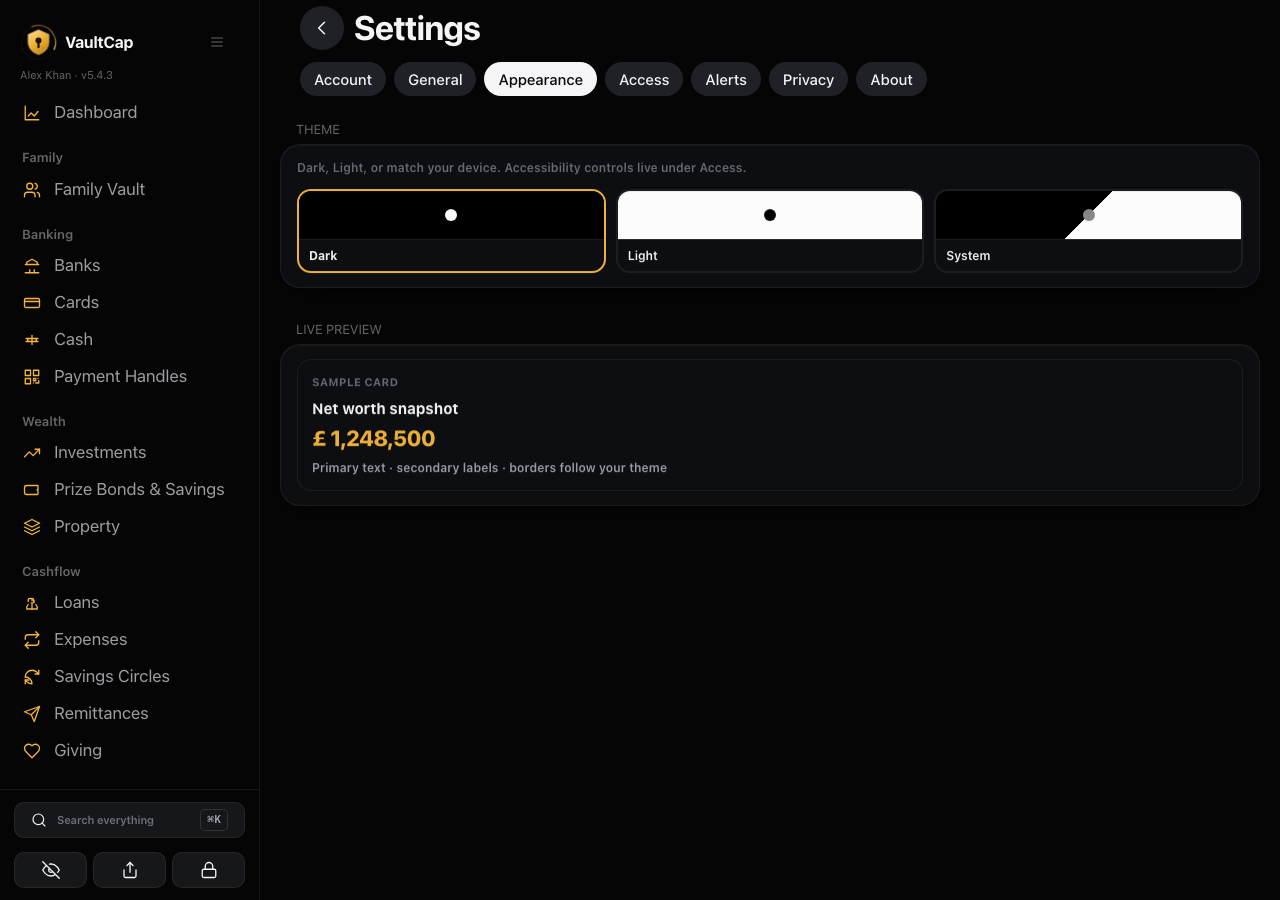 VaultCap
Alex Khan · v5.4.3
Dashboard
Family
Family Vault
Banking
Banks
Cards
Cash
Payment Handles
Wealth
Investments
Prize Bonds & Savings
Property
Cashflow
Loans
Expenses
Savings Circles
Remittances
Giving
Search everything
⌘K
Settings
Account
General
Appearance
Access
Alerts
Privacy
About
THEME
Dark, Light, or match your device. Accessibility controls live under Access.
Dark
Light
System
LIVE PREVIEW
SAMPLE CARD
Net worth snapshot
£ 1,248,500
Primary text · secondary labels · borders follow your theme